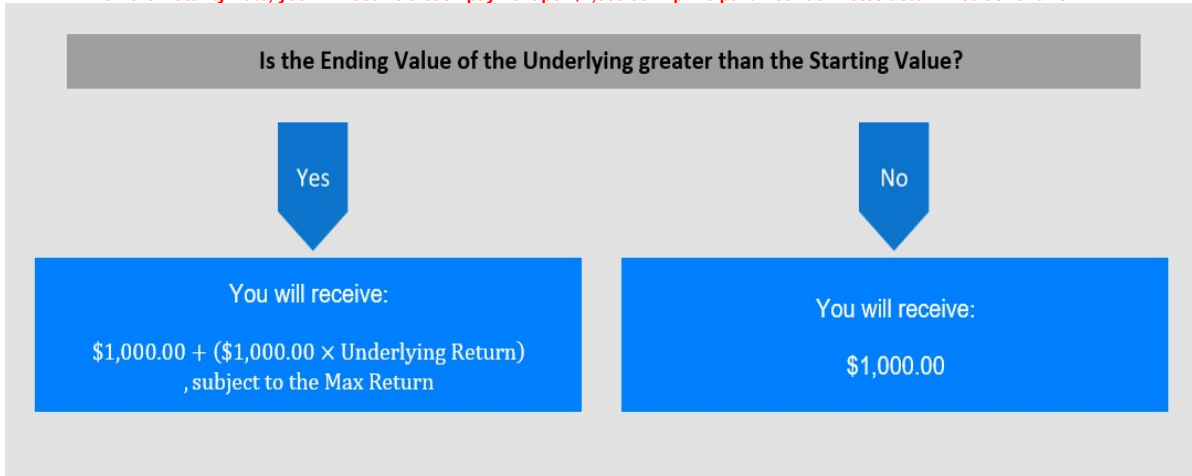 Is the Ending Value of the Underlying greater than the Starting Value?
Yes
No
You will receive:
$1,000.00 + ($1,000.00 × Underlying Return)
, subject to the Max Return
You will receive:
$1,000.00